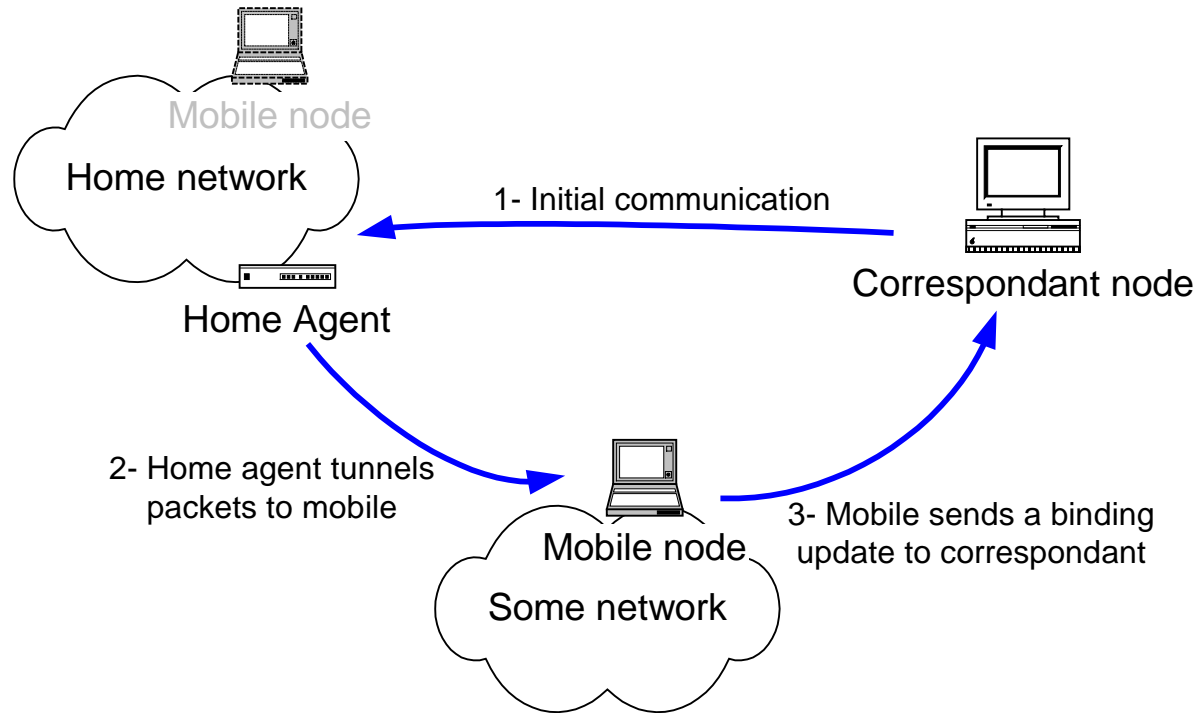 Mobile node
Home network
1- Initial communication
Correspondant node
Home Agent
2- Home agent tunnels
packets to mobile
3- Mobile sends a binding
update to correspondant
Mobile node
Some network